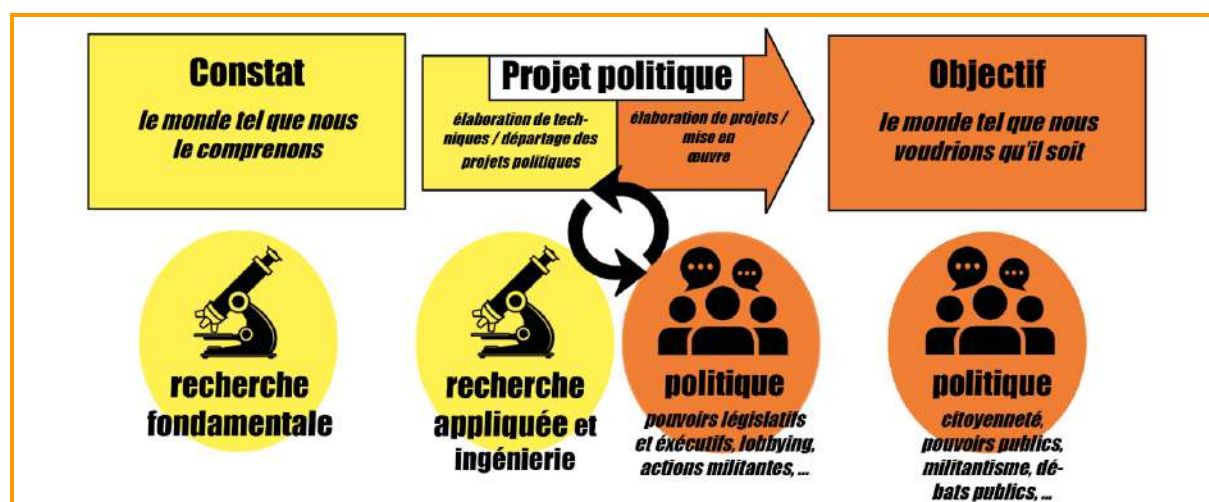 Constat
le monde tel que nous
le comprenons
Projet politique
élaboration de tech-
niques / départage des
projets politiques
élaboration de projets /
mise en
œuvre
Objectif
le monde tel que nous
voudrions qu'il soit
recherche
fondamentale
recherche
appliquée et
ingénierie
politique
pouvoirs législatifs
et éxécutifs, lobbying,
actions militantes, ...
politique
citoyenneté,
pouvoirs publics,
militantisme, dé-
bats publics, ...